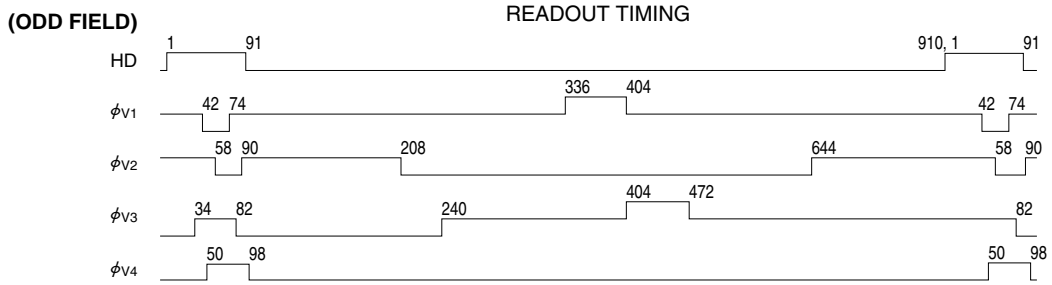 READOUT TIMING
(ODD FIELD)
HD 1 91 910, 1 91
ϕV1 42 74 336 404 42 74
ϕV2 58 90 208 644 58 90
ϕV3 34 82 240 404 472 82
ϕV4 50 98 50 98